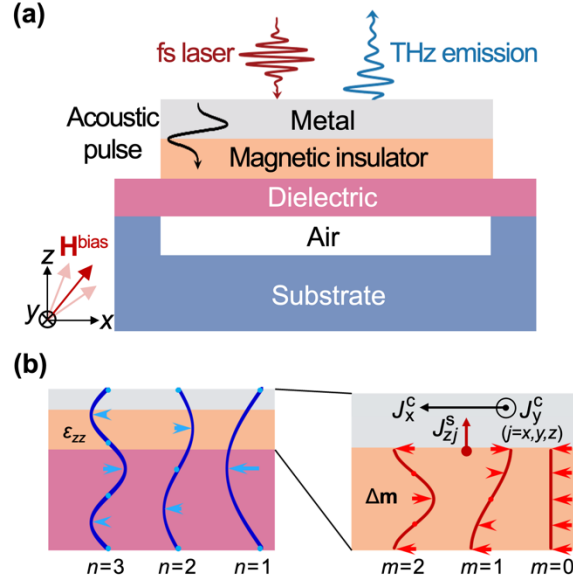 (a)
fs laser
THz emission
Acoustic
pulse
Metal
Magnetic insulator
Dielectric
Air
Substrate
H^bias
z
y
x
(b)
ε_zz
n=3 n=2 n=1
J_x^c
J_y^c
J_zj^s
(j=x,y,z)
Δm
m=2 m=1 m=0